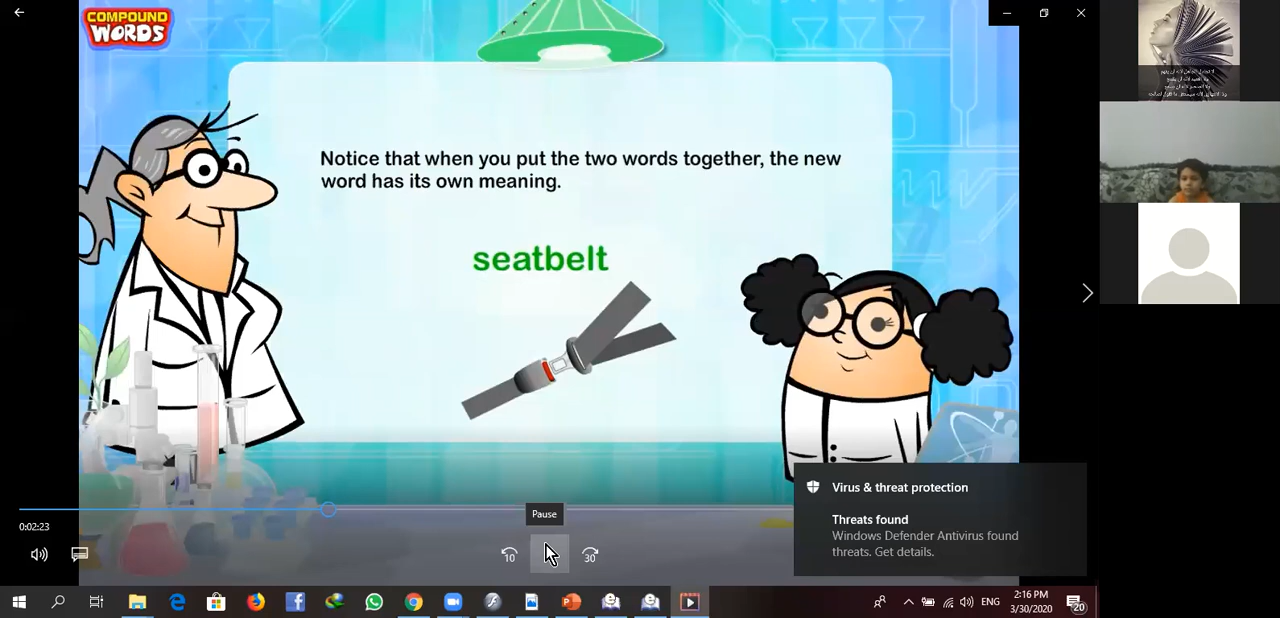 COMPOUND
WORDS
Notice that when you put the two words together, the new
word has its own meaning.
seatbelt
Virus & threat protection
Threats found
Windows Defender Antivirus found
threats. Get details.
Pause
0:02:23
10
30
ENG
2:16 PM
3/30/2020
20